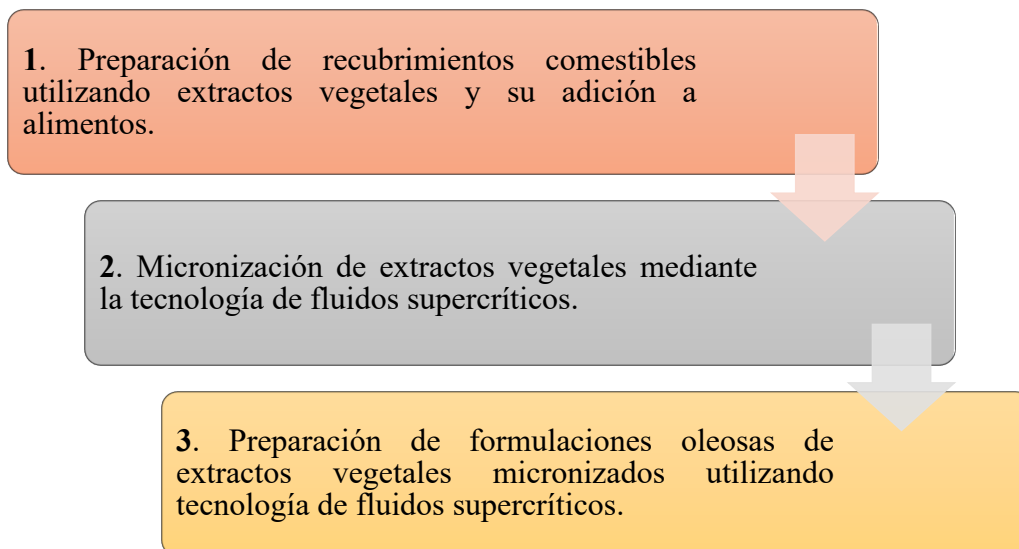 1. Preparación de recubrimientos comestibles
utilizando extractos vegetales y su adición a
alimentos.
2. Micronización de extractos vegetales mediante
la tecnología de fluidos supercríticos.
3. Preparación de formulaciones oleosas de
extractos vegetales micronizados utilizando
tecnología de fluidos supercríticos.